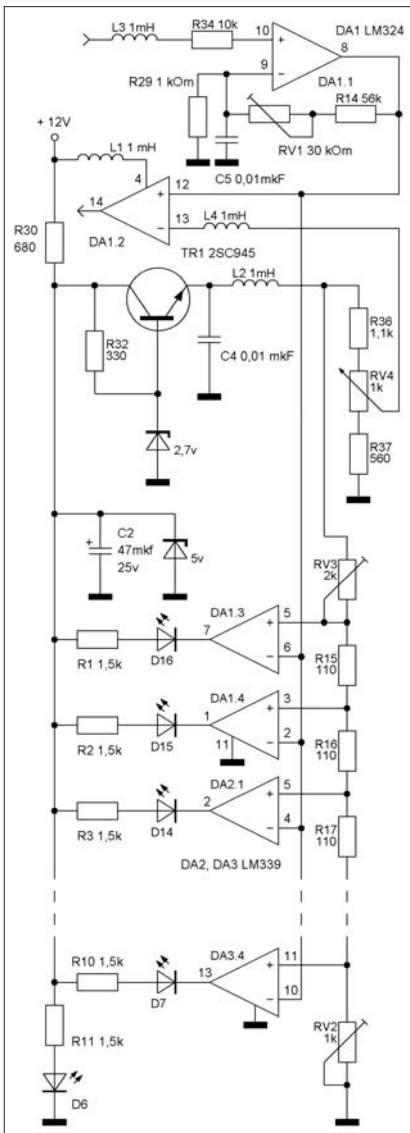 L3 1mH
R34 10k
10
DA1 LM324
8
+
9
−
DA1.1
R29 1 kOm
R14 56k
RV1 30 kOm
C5 0,01mkF
+ 12V
L1 1 mH
4
12
14
+
13
−
L4 1mH
DA1.2
R30
680
TR1 2SC945
L2 1mH
R36
1,1k
R32
330
C4 0,01 mkF
RV4
1k
2,7v
R37
560
C2
+
47mkf
25v
5v
RV3
2k
DA1.3
5
7
+
R1 1,5k
D16
−
6
R15
110
DA1.4
3
1
+
R2 1,5k
D15
11
−
2
R16
110
DA2.1
5
2
+
R3 1,5k
D14
−
4
R17
110
DA2, DA3 LM339
DA3.4
11
R10 1,5k
13
+
D7
−
10
R11 1,5k
RV2
1k
D6